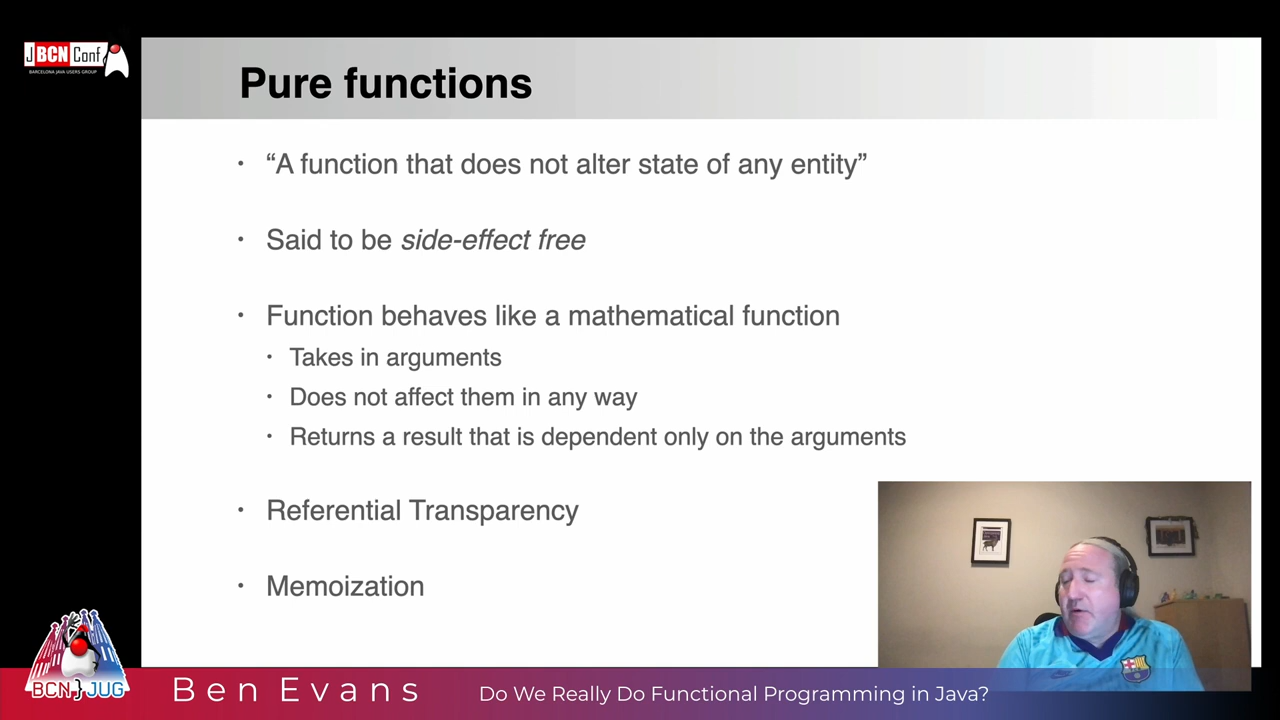 JBCNConf
BARCELONA JAVA USERS GROUP
Pure functions
• “A function that does not alter state of any entity”
• Said to be side-effect free
• Function behaves like a mathematical function
• Takes in arguments
• Does not affect them in any way
• Returns a result that is dependent only on the arguments
• Referential Transparency
• Memoization
BCN}JUG
Ben Evans
Do We Really Do Functional Programming in Java?